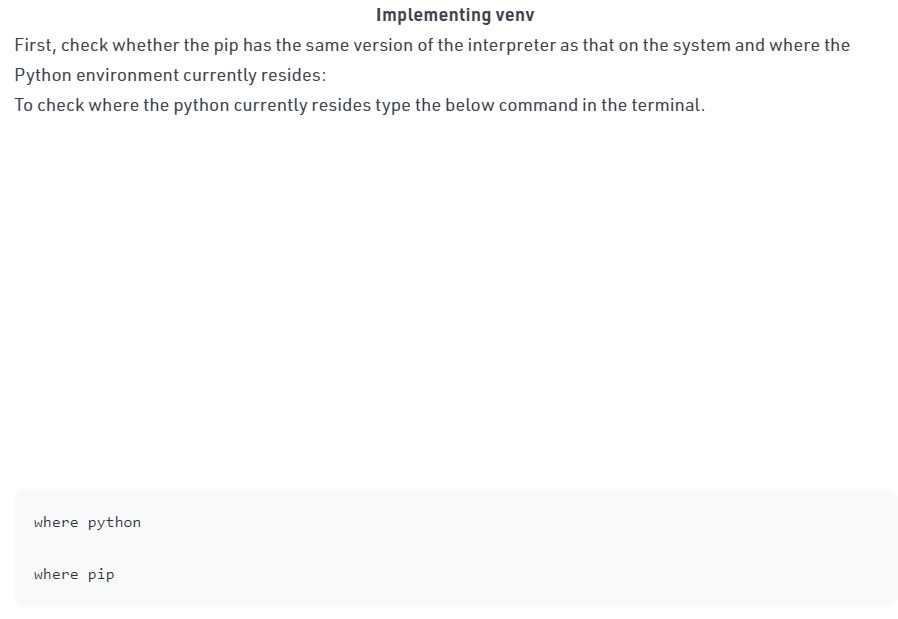 Implementing venv
First, check whether the pip has the same version of the interpreter as that on the system and where the
Python environment currently resides:
To check where the python currently resides type the below command in the terminal.
where python
where pip